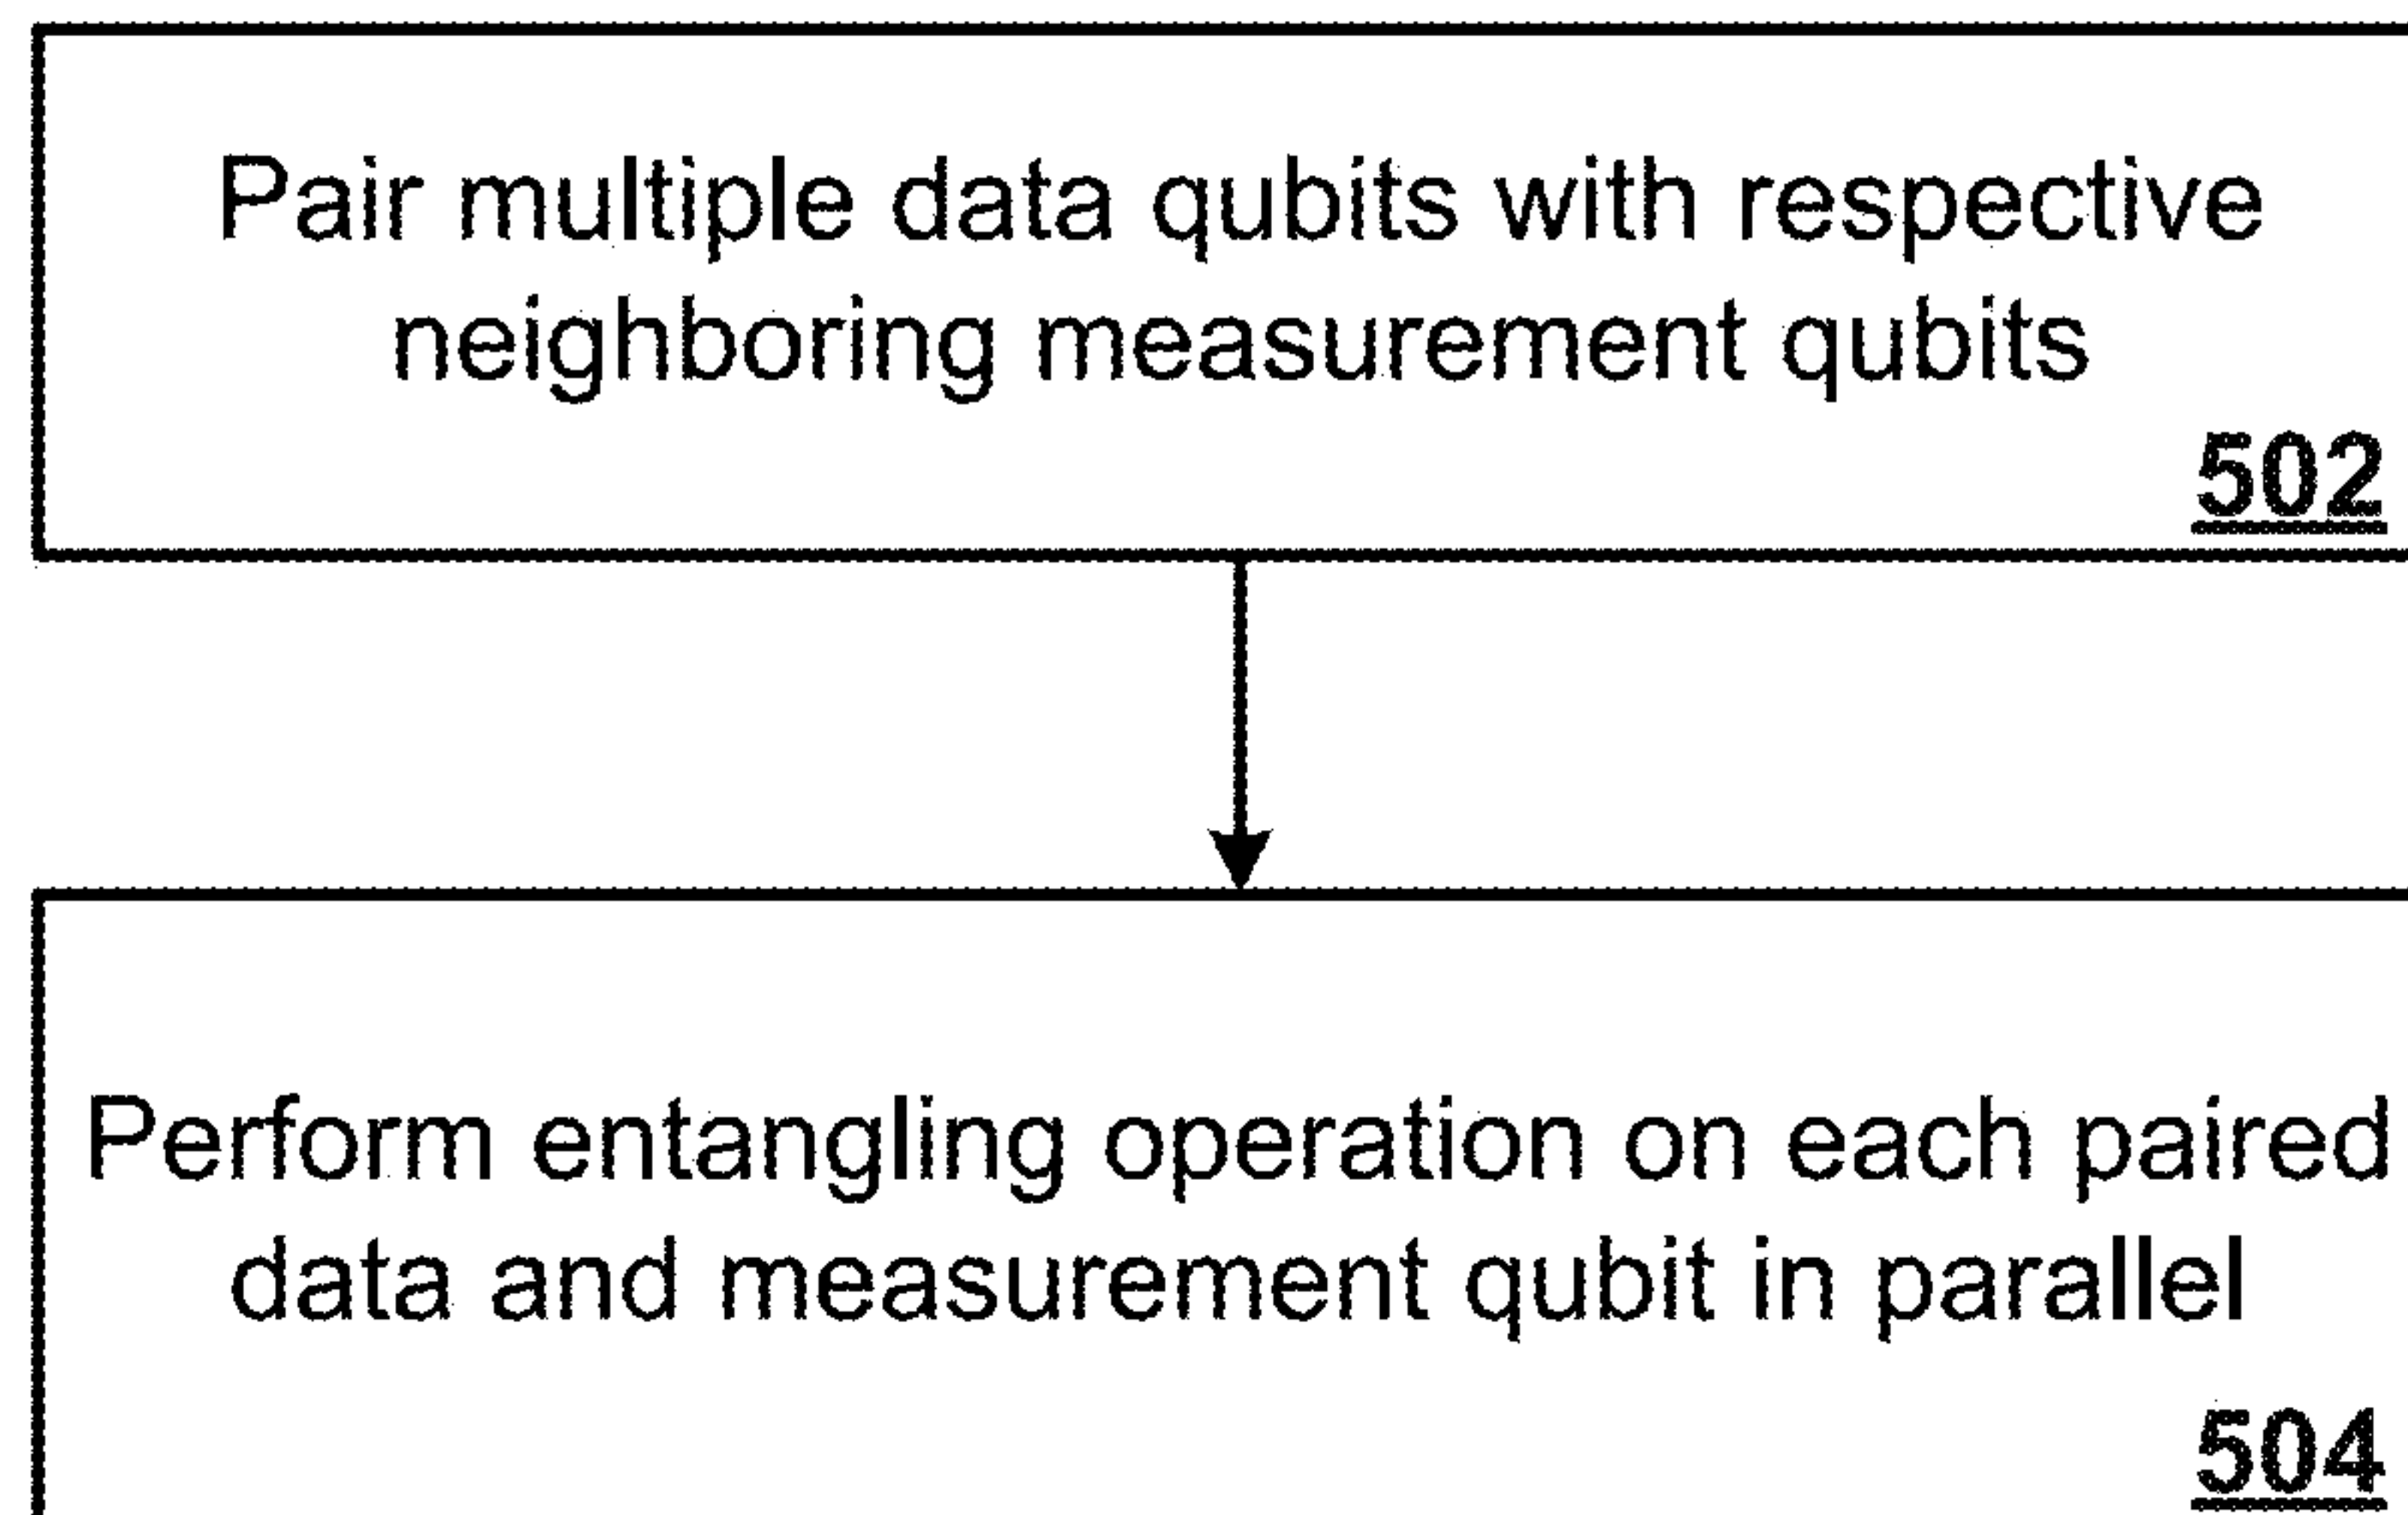 Pair multiple data qubits with respective
neighboring measurement qubits
502
Perform entangling operation on each paired
data and measurement qubit in parallel
504